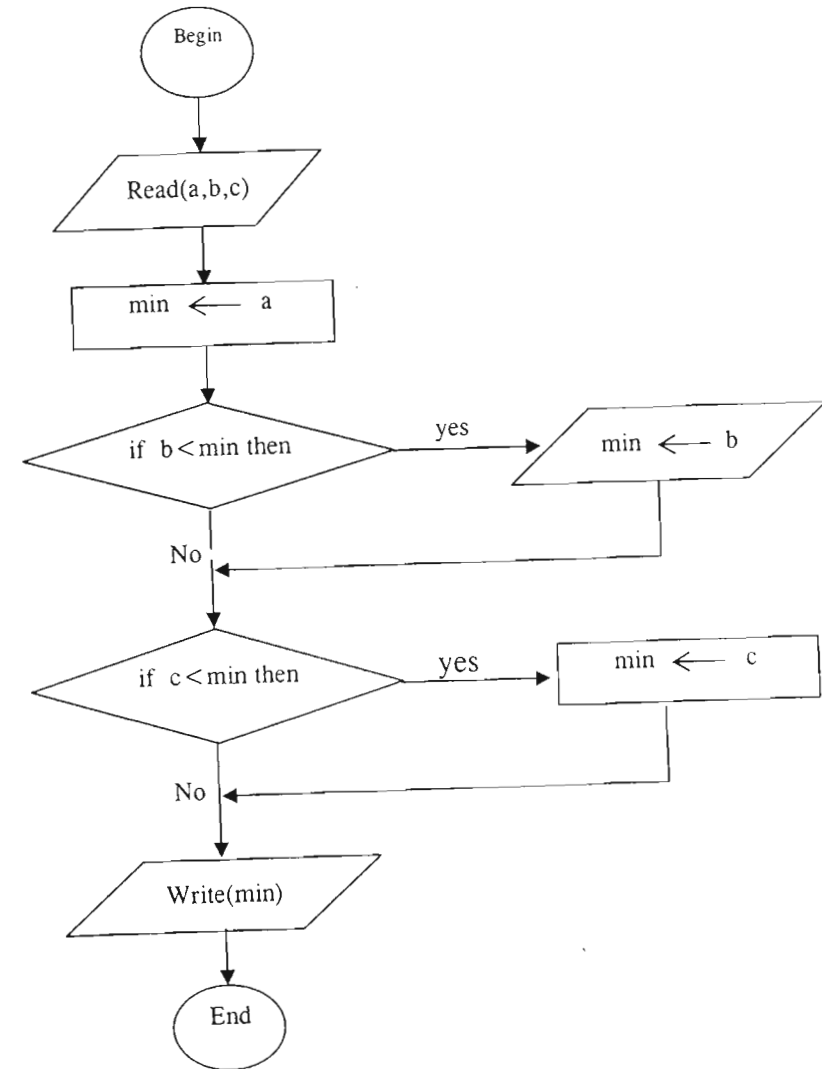 Begin
Read(a,b,c)
min ← a
if b<min then
yes
min ← b
No
if c<min then
yes
min ← c
No
Write(min)
End